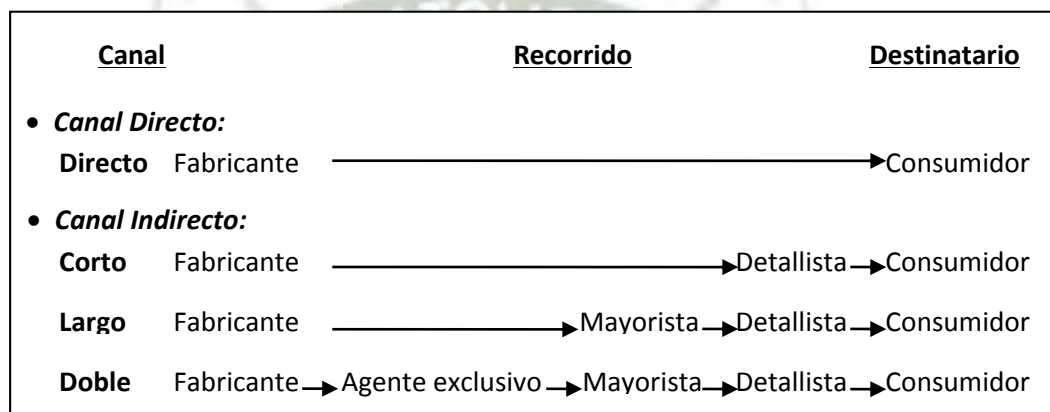 Canal Recorrido Destinatario
• Canal Directo:
Directo Fabricante Consumidor
• Canal Indirecto:
Corto Fabricante Detallista Consumidor
Largo Fabricante Mayorista Detallista Consumidor
Doble Fabricante Agente exclusivo Mayorista Detallista Consumidor